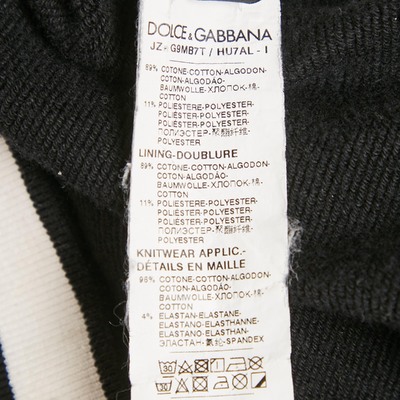 DOLCE & GABBANA
JZ-G9MB7T / HU7AL - I
89% COTONE-COTTON-ALGODON-
COTON-ALGODÃO-
BAUMWOLLE-ХЛОПОК-棉-
COTTON
11% POLIESTERE-POLYESTER-
POLIÉSTER-POLYESTER-
POLIÉSTER-POLYESTER-
ПОЛИЭСТЕР-聚酯纤维-
POLYESTER
LINING-DOUBLURE
89% COTONE-COTTON-ALGODON-
COTON-ALGODÃO-
BAUMWOLLE-ХЛОПОК-棉-
COTTON
11% POLIESTERE-POLYESTER-
POLIÉSTER-POLYESTER-
POLIÉSTER-POLYESTER-
ПОЛИЭСТЕР-聚酯纤维-
POLYESTER
KNITWEAR APPLIC.-
DÉTAILS EN MAILLE
96% COTONE-COTTON-ALGODON-
COTON-ALGODÃO-
BAUMWOLLE-ХЛОПОК-棉-
COTTON
4% ELASTAN-ELASTANE-
ELASTANO-ELASTHANNE-
ELASTANO-ELASTHAN-
ЭЛАСТАН-氨纶-SPANDEX
30